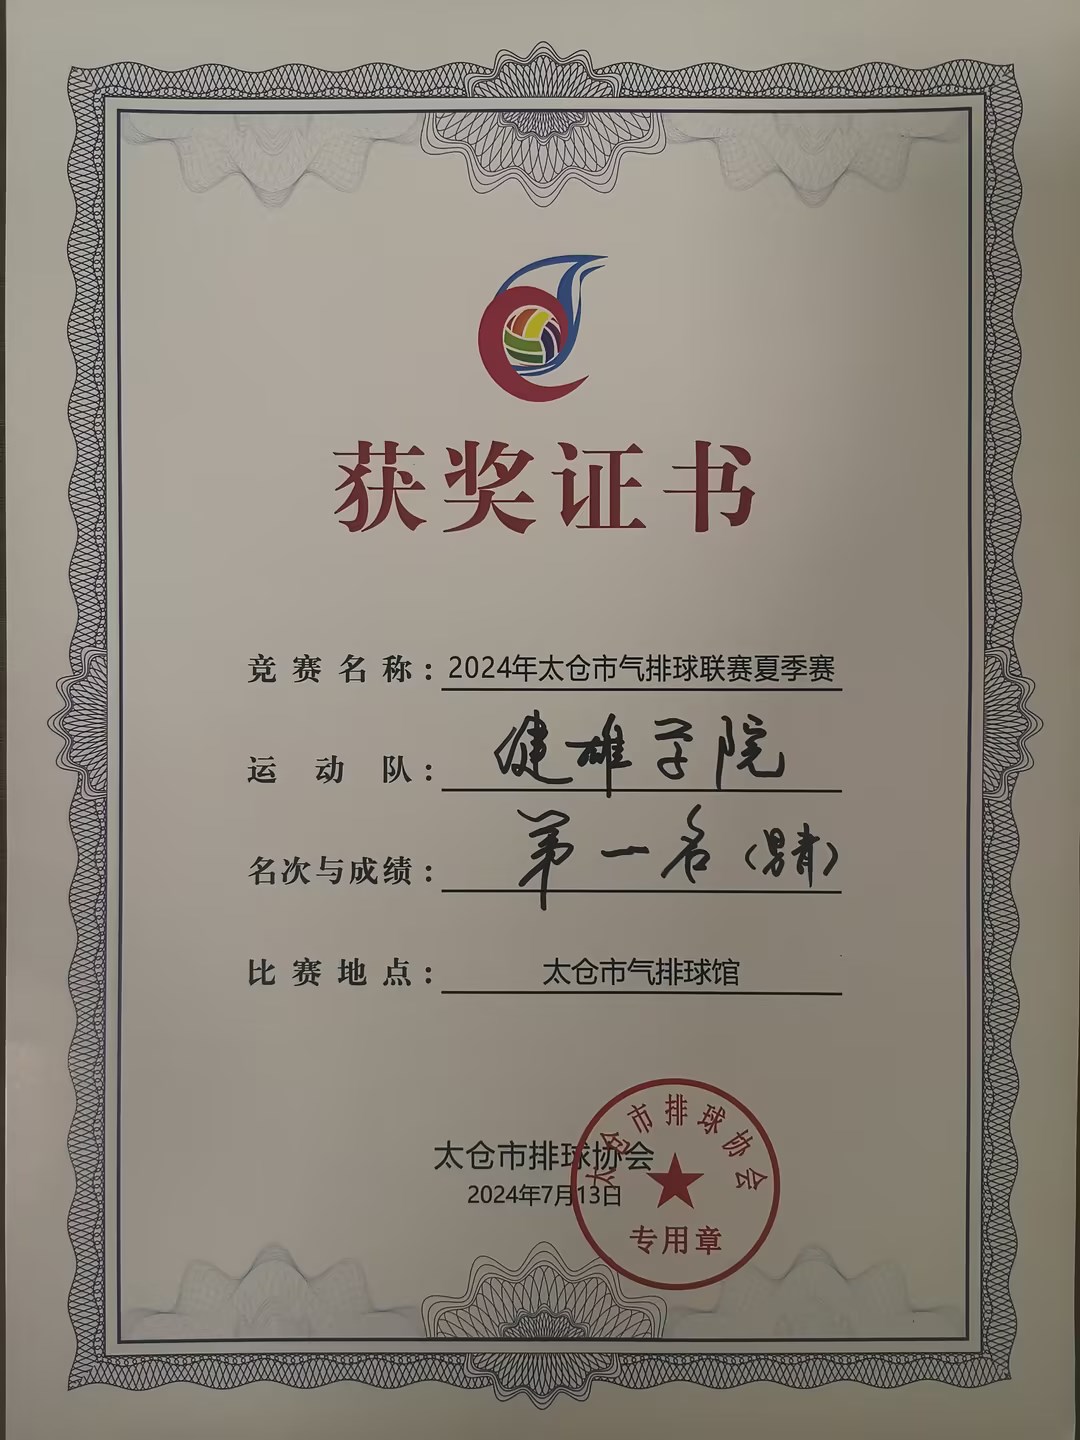 获奖证书
竞赛名称：2024年太仓市气排球联赛夏季赛
运动队：健雄学院
名次与成绩：第一名（男青）
比赛地点：太仓市气排球馆
太仓市排球协会
2024年7月13日
太仓市排球协会
专用章